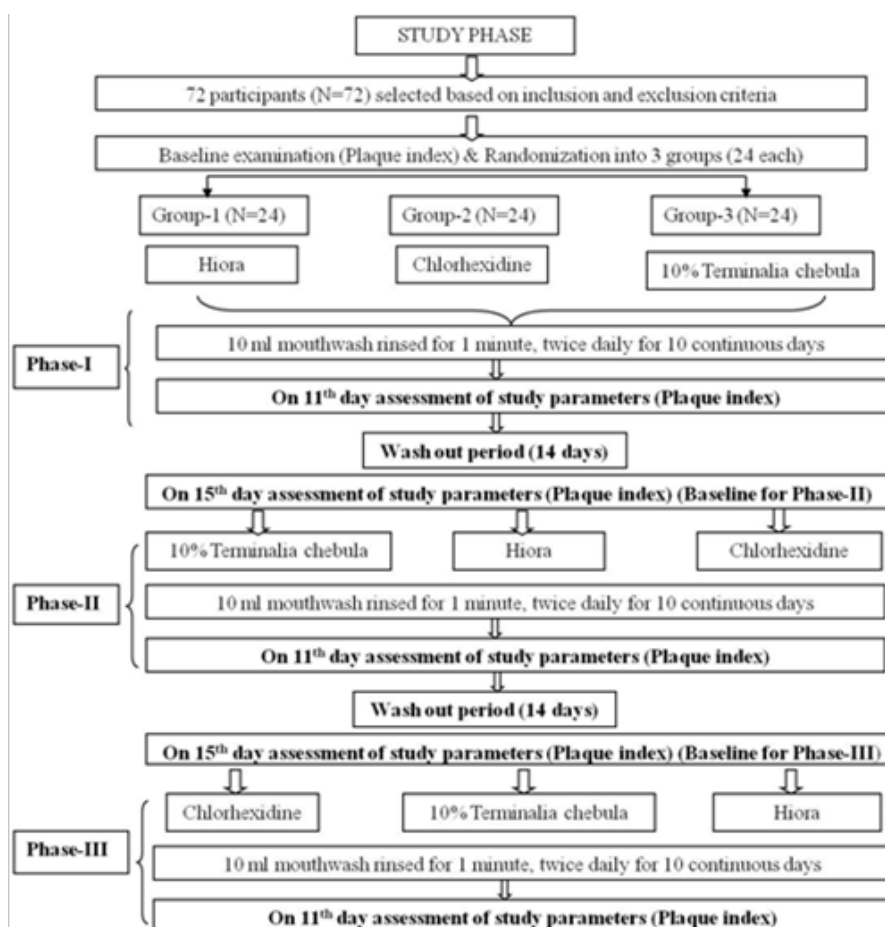 STUDY PHASE
72 participants (N=72) selected based on inclusion and exclusion criteria
Baseline examination (Plaque index) & Randomization into 3 groups (24 each)
Group-1 (N=24)
Group-2 (N=24)
Group-3 (N=24)
Hiora
Chlorhexidine
10% Terminalia chebula
Phase-I
10 ml mouthwash rinsed for 1 minute, twice daily for 10 continuous days
On 11th day assessment of study parameters (Plaque index)
Wash out period (14 days)
On 15th day assessment of study parameters (Plaque index) (Baseline for Phase-II)
10% Terminalia chebula
Hiora
Chlorhexidine
Phase-II
10 ml mouthwash rinsed for 1 minute, twice daily for 10 continuous days
On 11th day assessment of study parameters (Plaque index)
Wash out period (14 days)
On 15th day assessment of study parameters (Plaque index) (Baseline for Phase-III)
Chlorhexidine
10% Terminalia chebula
Hiora
Phase-III
10 ml mouthwash rinsed for 1 minute, twice daily for 10 continuous days
On 11th day assessment of study parameters (Plaque index)